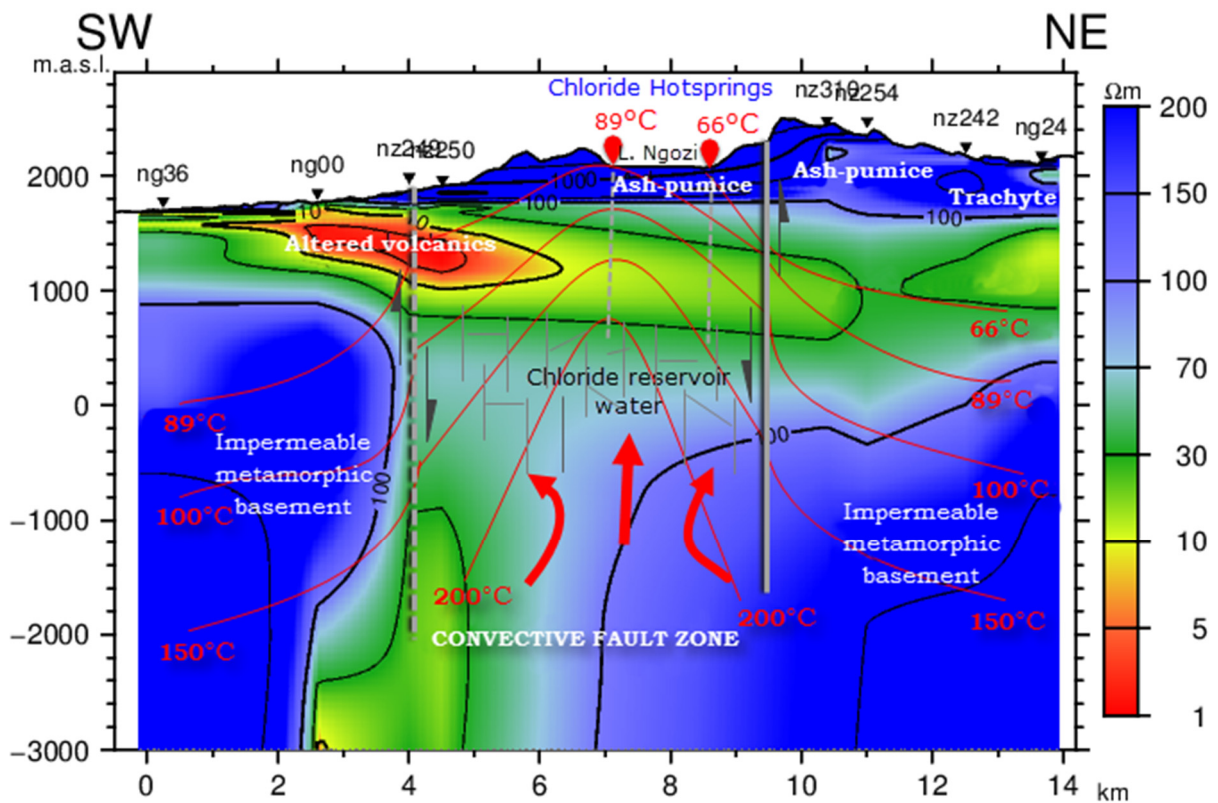 SW
NE
m.a.s.l.
Chloride Hotsprings
Ωm
89°C
66°C
nz310
nz254
nz242
ng24
ng36
ng00
nz249
nz250
L. Ngozi
Ash-pumice
Ash-pumice
Trachyte
1000
100
100
10
10
Altered volcanics
66°C
89°C
89°C
100°C
100°C
150°C
150°C
200°C
200°C
Chloride reservoir
water
Impermeable
metamorphic
basement
Impermeable
metamorphic
basement
100
100
CONVECTIVE FAULT ZONE
2000
1000
0
−1000
−2000
−3000
0
2
4
6
8
10
12
14
km
200
150
100
70
30
10
5
1